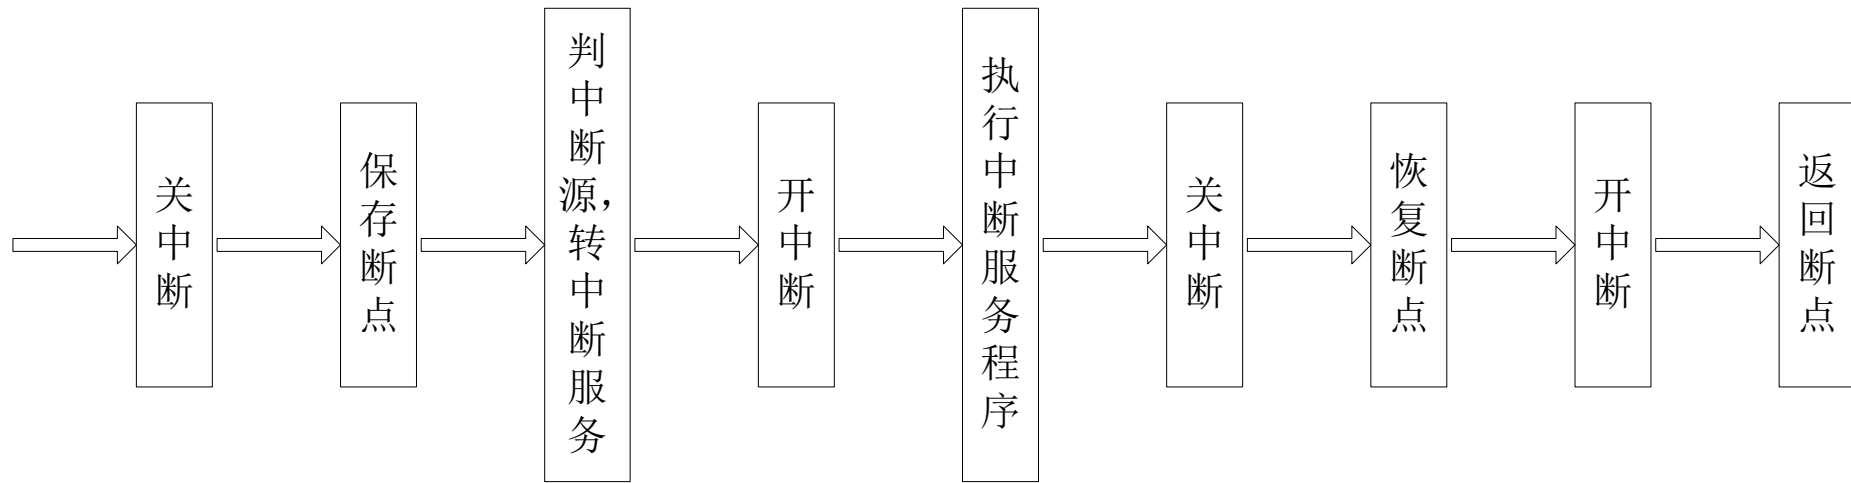 关中断
保存断点
判中断源，转中断服务
开中断
执行中断服务程序
关中断
恢复断点
开中断
返回断点